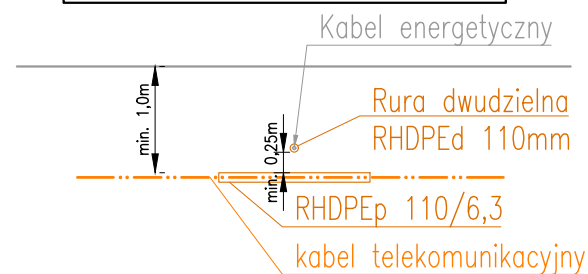 Kabel energetyczny
min. 1,0m
min. 0,25m
Rura dwudzielna
RHDPEd 110mm
RHDPEp 110/6,3
kabel telekomunikacyjny